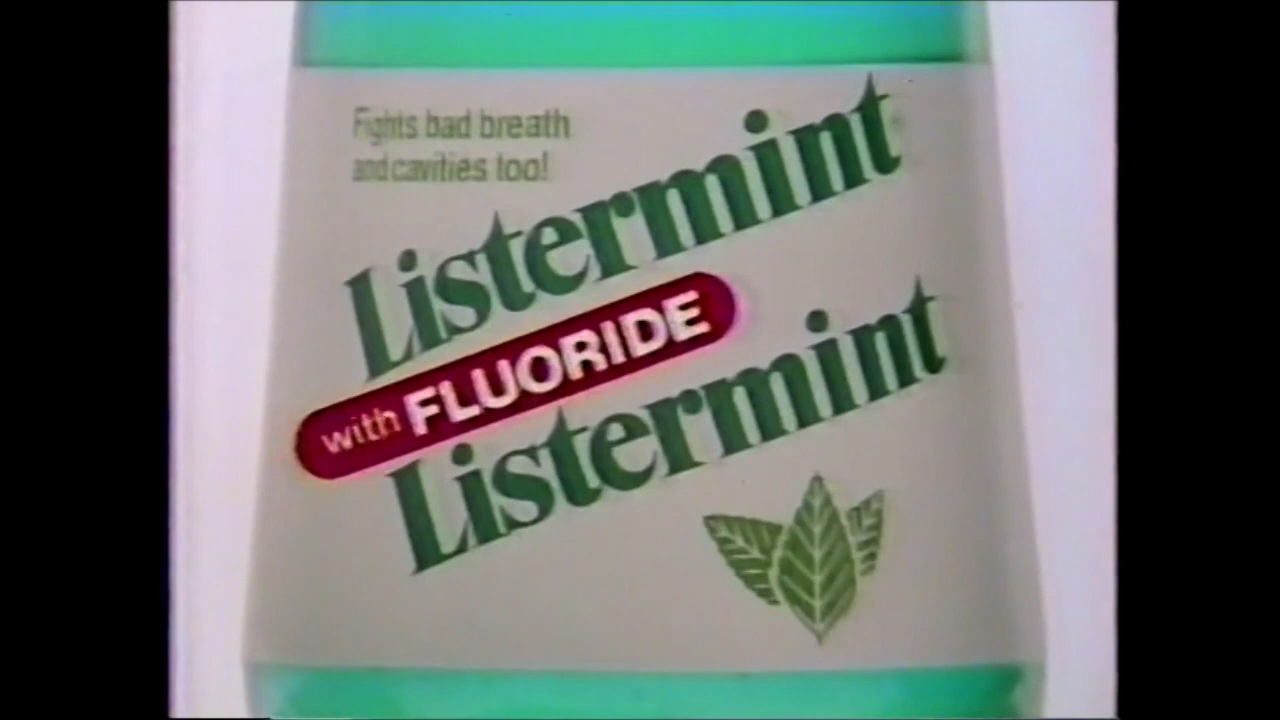 Fights bad breath
and cavities too!
Listermint
with FLUORIDE
Listermint